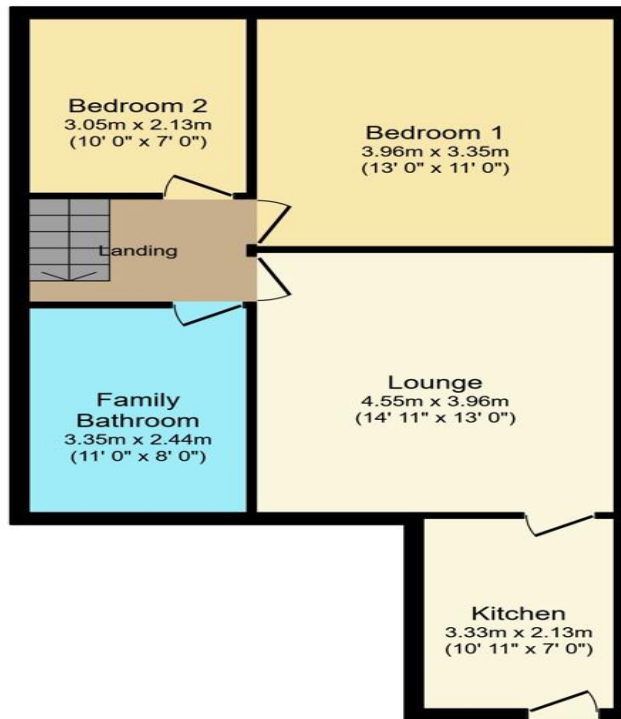 Bedroom 2
3.05m x 2.13m
(10' 0" x 7' 0")
Bedroom 1
3.96m x 3.35m
(13' 0" x 11' 0")
Landing
Family
Bathroom
3.35m x 2.44m
(11' 0" x 8' 0")
Lounge
4.55m x 3.96m
(14' 11" x 13' 0")
Kitchen
3.33m x 2.13m
(10' 11" x 7' 0")